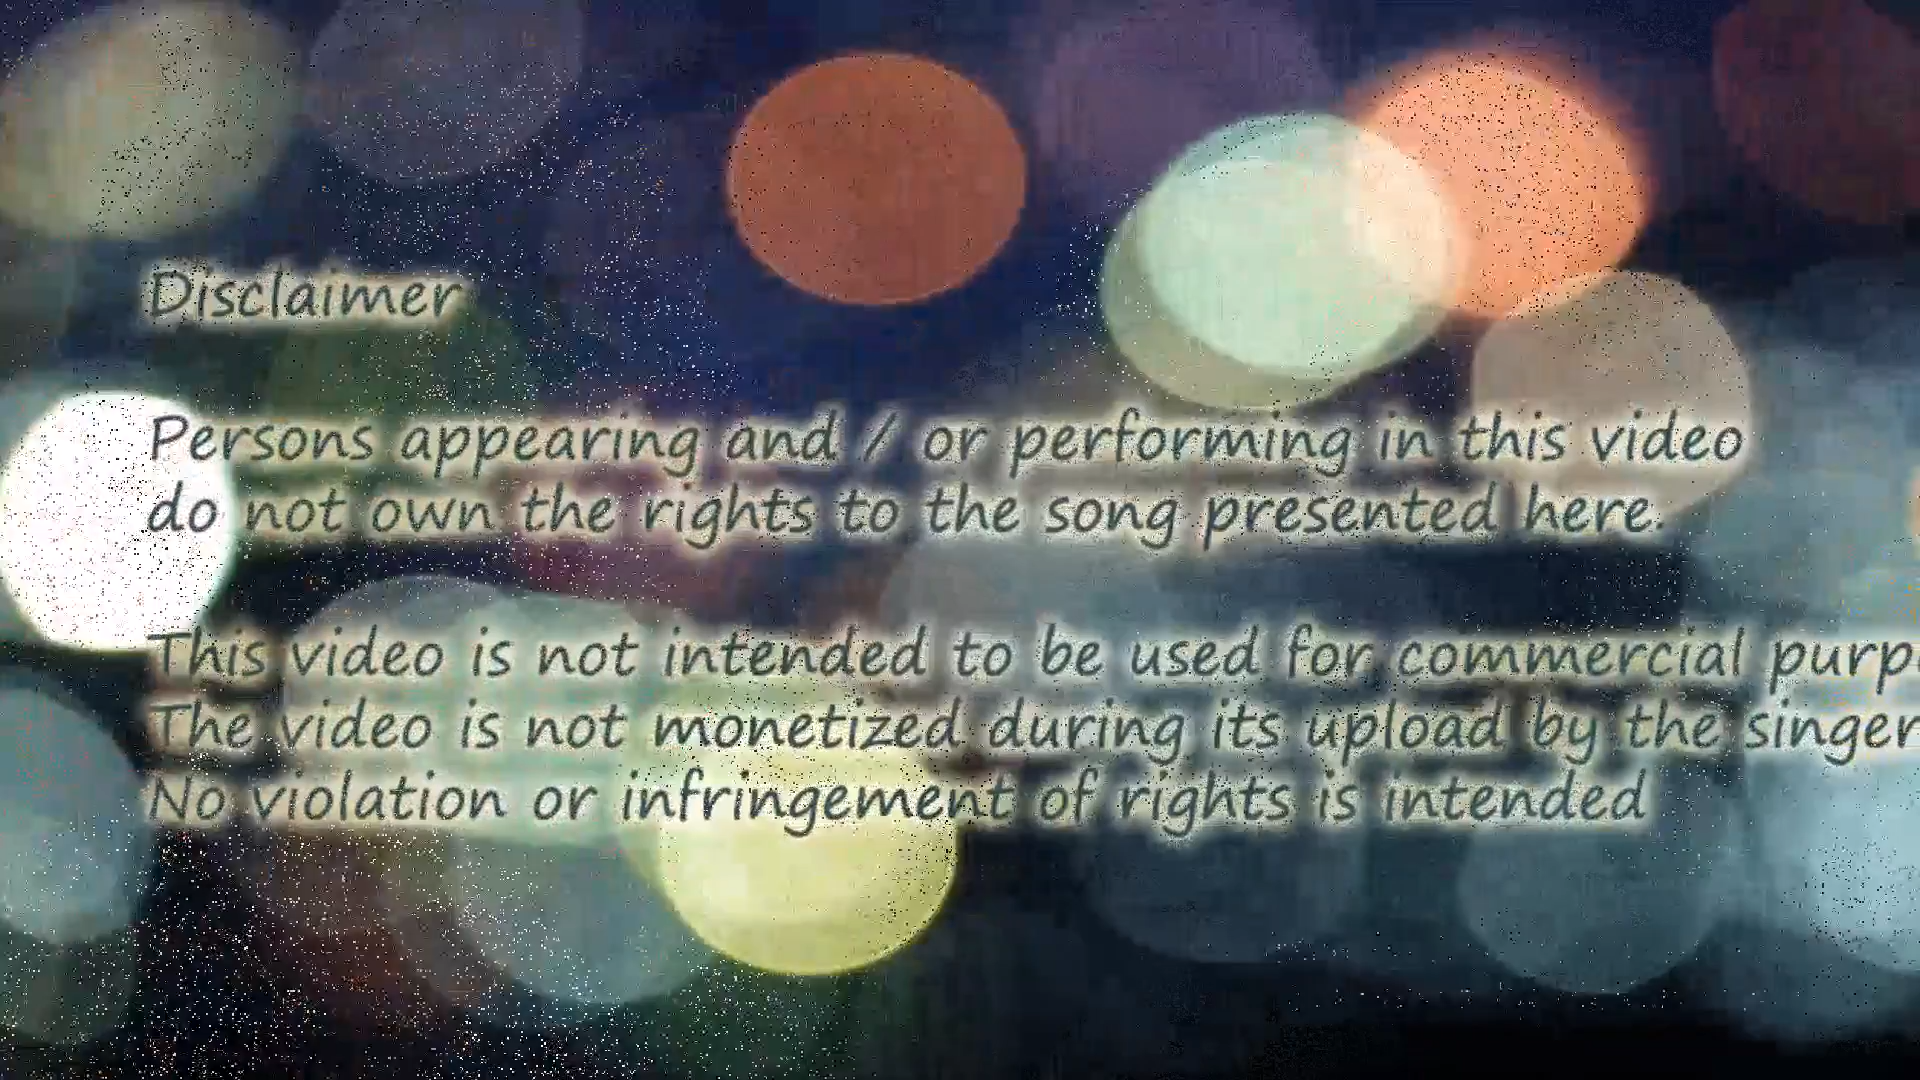 Disclaimer
Persons appearing and / or performing in this video
do not own the rights to the song presented here.
This video is not intended to be used for commercial
The video is not monetized during its upload by the singer
No violation or infringement of rights is intended